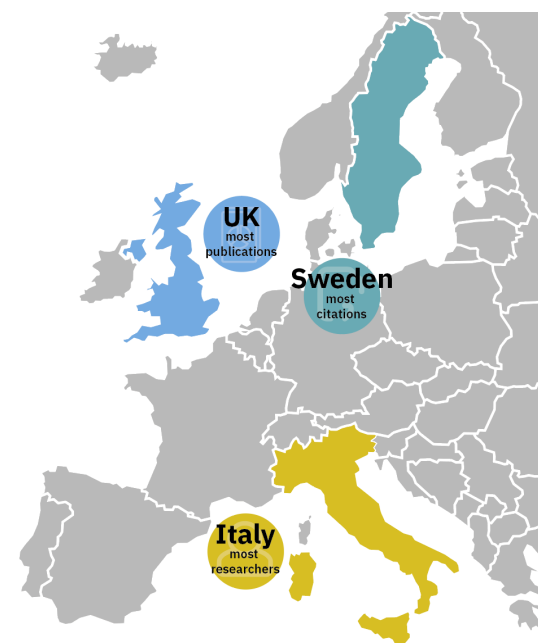 UK
most
publications
Sweden
most
citations
Italy
most
researchers